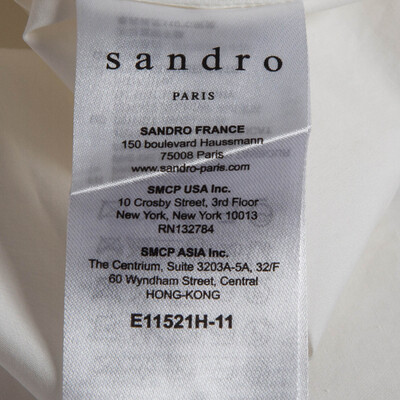 sandro
PARIS
SANDRO FRANCE
150 boulevard Haussmann
75008 Paris
www.sandro-paris.com
SMCP USA Inc.
10 Crosby Street, 3rd Floor
New York, New York 10013
RN132784
SMCP ASIA Inc.
The Centrium, Suite 3203A-5A, 32/F
60 Wyndham Street, Central
HONG-KONG
E11521H-11